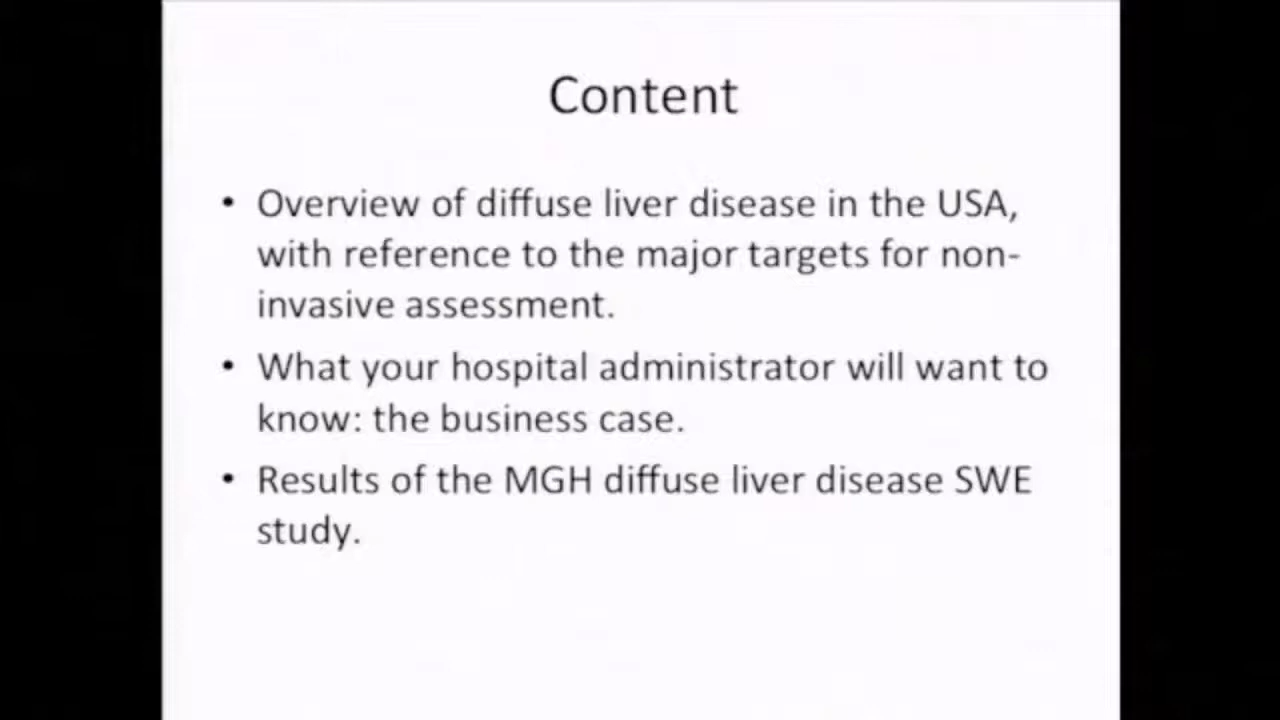 Content
• Overview of diffuse liver disease in the USA,
with reference to the major targets for non-
invasive assessment.
• What your hospital administrator will want to
know: the business case.
• Results of the MGH diffuse liver disease SWE
study.